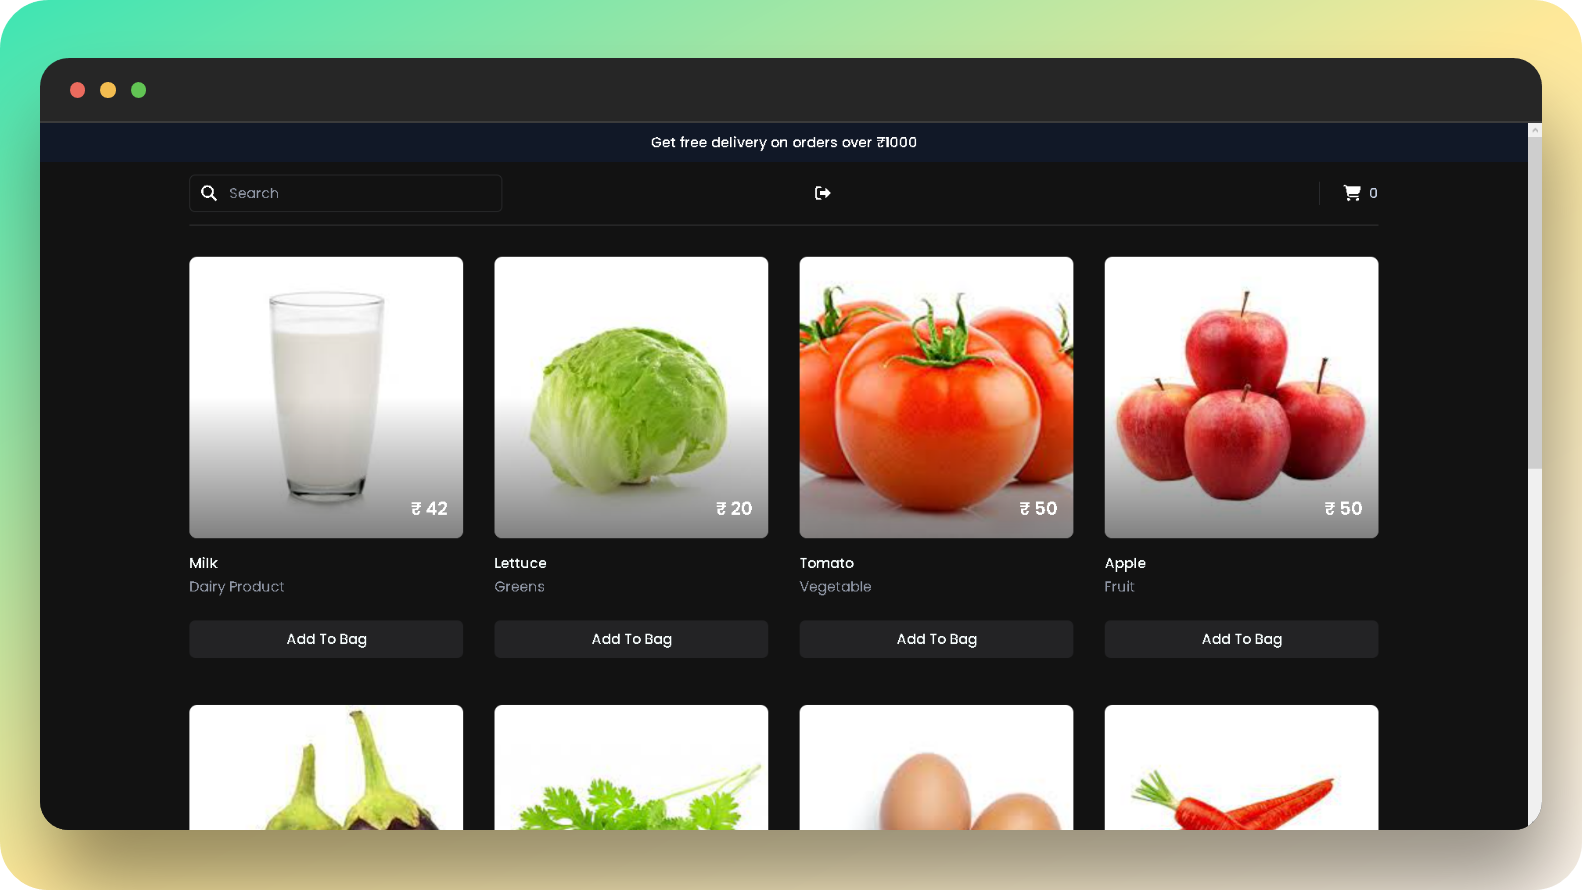 Get free delivery on orders over ₹1000
Search
0
₹ 42
₹ 20
₹ 50
₹ 50
Milk
Lettuce
Tomato
Apple
Dairy Product
Greens
Vegetable
Fruit
Add To Bag
Add To Bag
Add To Bag
Add To Bag